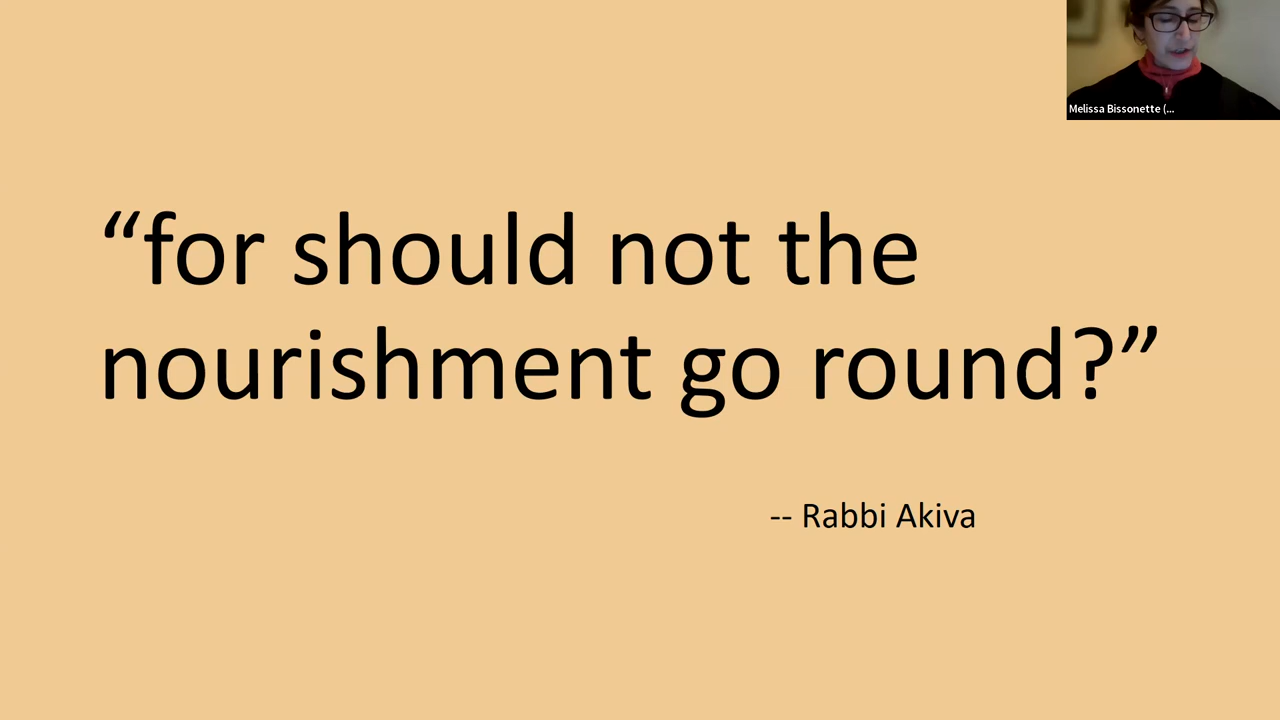 Melissa Bissonette (...
“for should not the
nourishment go round?”
-- Rabbi Akiva